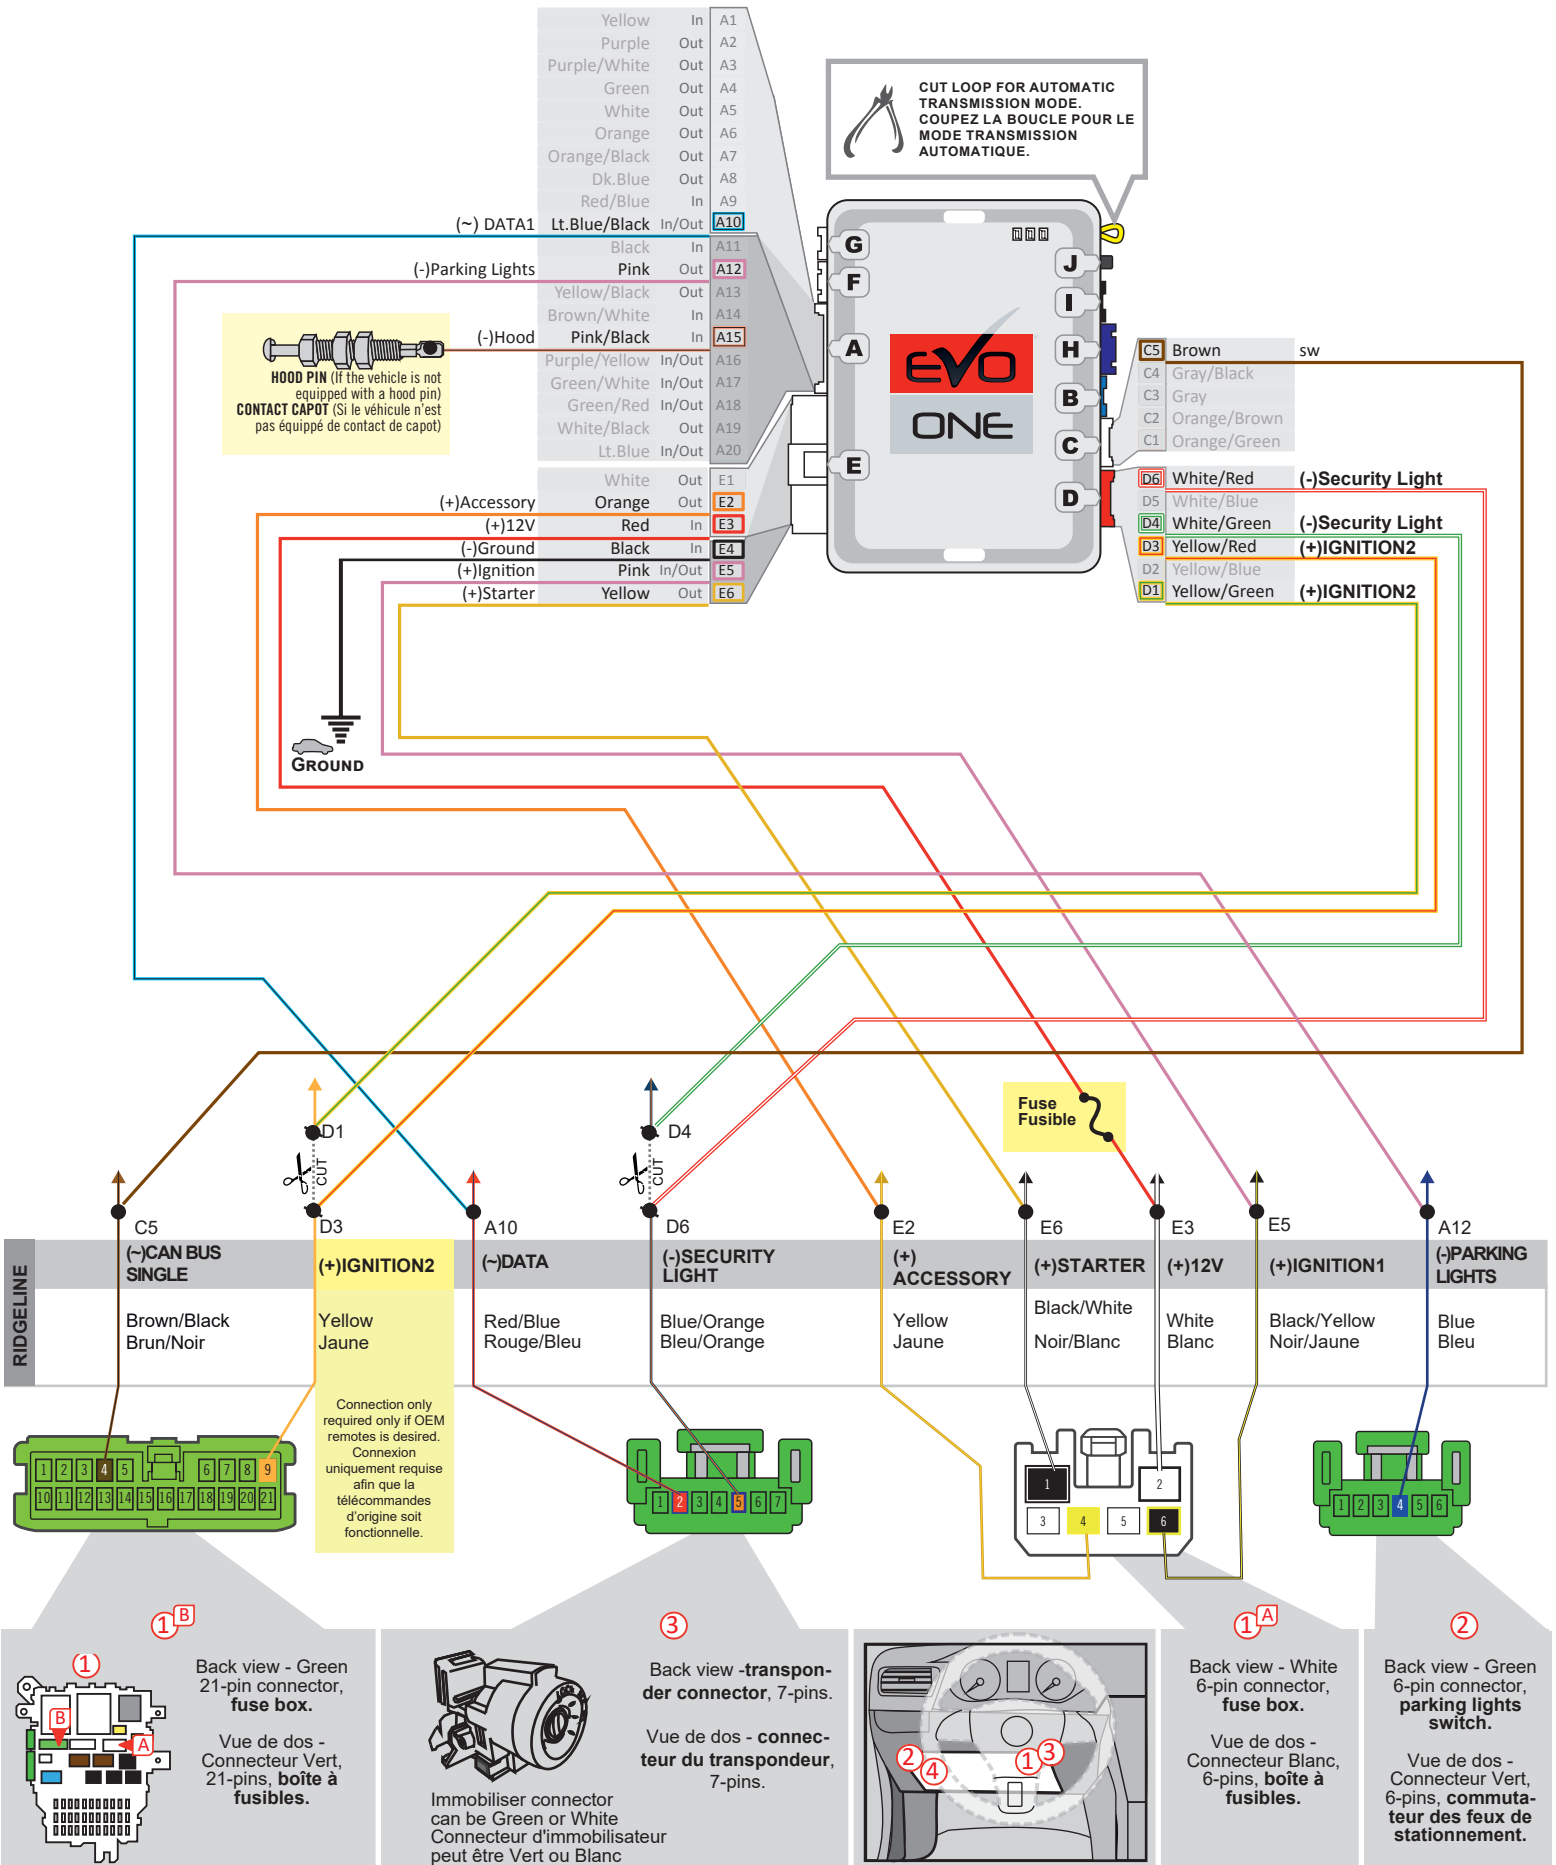 Yellow In A1
Purple Out A2
Purple/White Out A3
Green Out A4
White Out A5
Orange Out A6
Orange/Black Out A7
Dk.Blue Out A8
Red/Blue In A9
(~) DATA1 Lt.Blue/Black In/Out A10
Black In A11
(-)Parking Lights Pink Out A12
Yellow/Black Out A13
Brown/White In A14
(-)Hood Pink/Black In A15
Purple/Yellow In/Out A16
Green/White In/Out A17
Green/Red In/Out A18
White/Black Out A19
Lt.Blue In/Out A20
White Out E1
(+)Accessory Orange Out E2
(+)12V Red In E3
(-)Ground Black In E4
(+)Ignition Pink In/Out E5
(+)Starter Yellow Out E6
HOOD PIN (If the vehicle is not
equipped with a hood pin)
CONTACT CAPOT (Si le véhicule n'est
pas équippé de contact de capot)
GROUND
CUT LOOP FOR AUTOMATIC
TRANSMISSION MODE.
COUPEZ LA BOUCLE POUR LE
MODE TRANSMISSION
AUTOMATIQUE.
G
F
A
E
J
I
H
B
C
D
EVO
ONE
C5 Brown sw
C4 Gray/Black
C3 Gray
C2 Orange/Brown
C1 Orange/Green
D6 White/Red (-)Security Light
D5 White/Blue
D4 White/Green (-)Security Light
D3 Yellow/Red (+)IGNITION2
D2 Yellow/Blue
D1 Yellow/Green (+)IGNITION2
Fuse
Fusible
D1
CUT
D3
D4
CUT
D6
C5
A10
E2
E6
E3
E5
A12
RIDGELINE
(~)CAN BUS
SINGLE
Brown/Black
Brun/Noir
(+)IGNITION2
Yellow
Jaune
Connection only
required only if OEM
remotes is desired.
Connexion
uniquement requise
afin que la
télécommandes
d'origine soit
fonctionnelle.
(~)DATA
Red/Blue
Rouge/Bleu
(-)SECURITY
LIGHT
Blue/Orange
Bleu/Orange
(+)
ACCESSORY
Yellow
Jaune
(+)STARTER
Black/White
Noir/Blanc
(+)12V
White
Blanc
(+)IGNITION1
Black/Yellow
Noir/Jaune
(-)PARKING
LIGHTS
Blue
Bleu
1 2 3 4 5 6 7 8 9
10 11 12 13 14 15 16 17 18 19 20 21
1 2 3 4 5 6 7
1 2
3 4 5 6
1 2 3 4 5 6
1 B
1
B
A
Back view - Green
21-pin connector,
fuse box.
Vue de dos -
Connecteur Vert,
21-pins, boîte à
fusibles.
3
LOCK
Back view -transpon-
der connector, 7-pins.
Vue de dos - connec-
teur du transpondeur,
7-pins.
Immobiliser connector
can be Green or White
Connecteur d'immobilisateur
peut être Vert ou Blanc
2
4
1
3
1 A
Back view - White
6-pin connector,
fuse box.
Vue de dos -
Connecteur Blanc,
6-pins, boîte à
fusibles.
2
Back view - Green
6-pin connector,
parking lights
switch.
Vue de dos -
Connecteur Vert,
6-pins, commuta-
teur des feux de
stationnement.